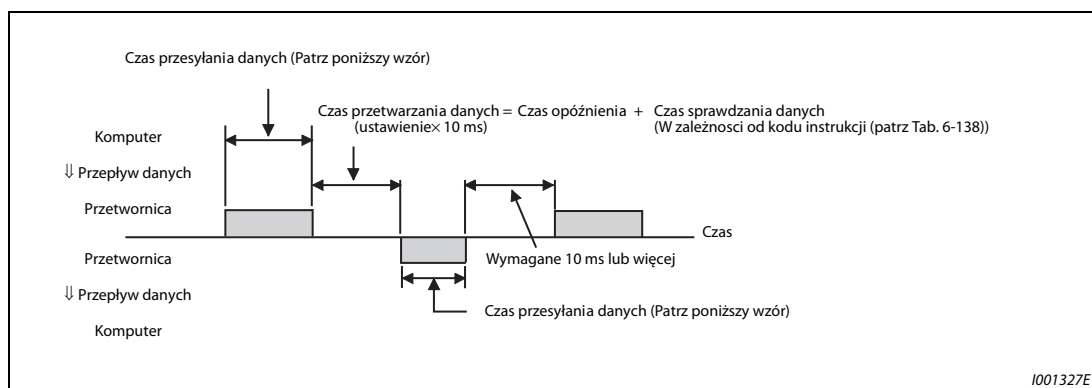 Czas przesyłania danych (Patrz poniższy wzór)
Czas przetwarzania danych = Czas opóźnienia + Czas sprawdzania danych
(ustawienie× 10 ms) (W zależności od kodu instrukcji (patrz Tab. 6-138))
Komputer
⇓ Przepływ danych
Przetwornica
Czas
Przetwornica
Wymagane 10 ms lub więcej
⇓ Przepływ danych
Czas przesyłania danych (Patrz poniższy wzór)
Komputer
I001327E